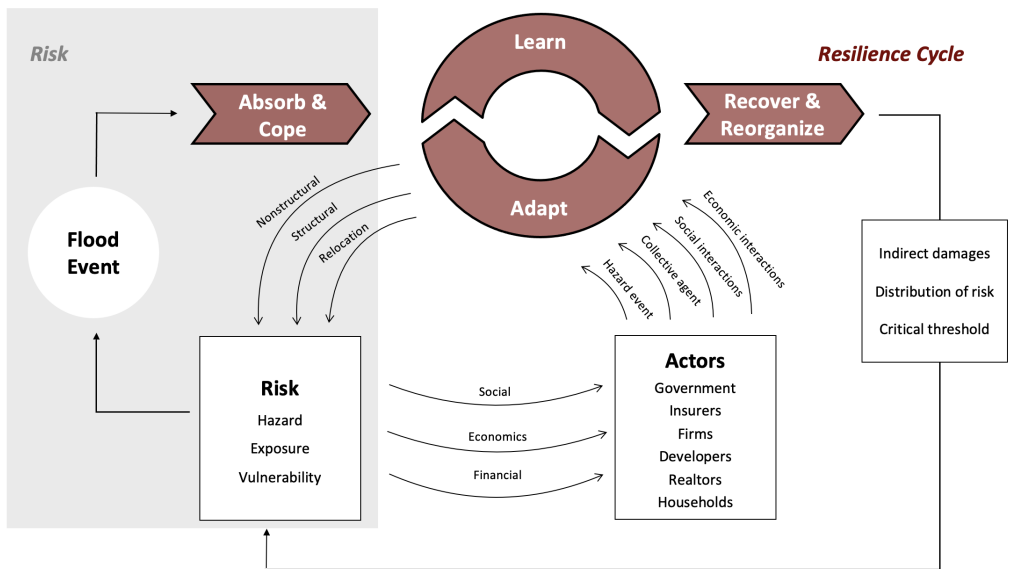 Risk
Resilience Cycle
Learn
Absorb &
Cope
Recover &
Reorganize
Adapt
Nonstructural
Structural
Relocation
Economic interactions
Social interactions
Collective agent
Hazard event
Flood
Event
Indirect damages
Distribution of risk
Critical threshold
Risk
Hazard
Exposure
Vulnerability
Social
Economics
Financial
Actors
Government
Insurers
Firms
Developers
Realtors
Households